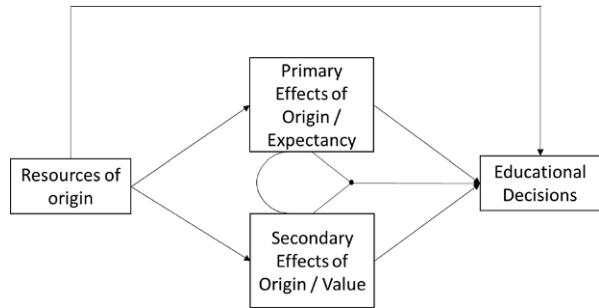 Primary
Effects of
Origin /
Expectancy
Resources of
origin
Educational
Decisions
Secondary
Effects of
Origin / Value